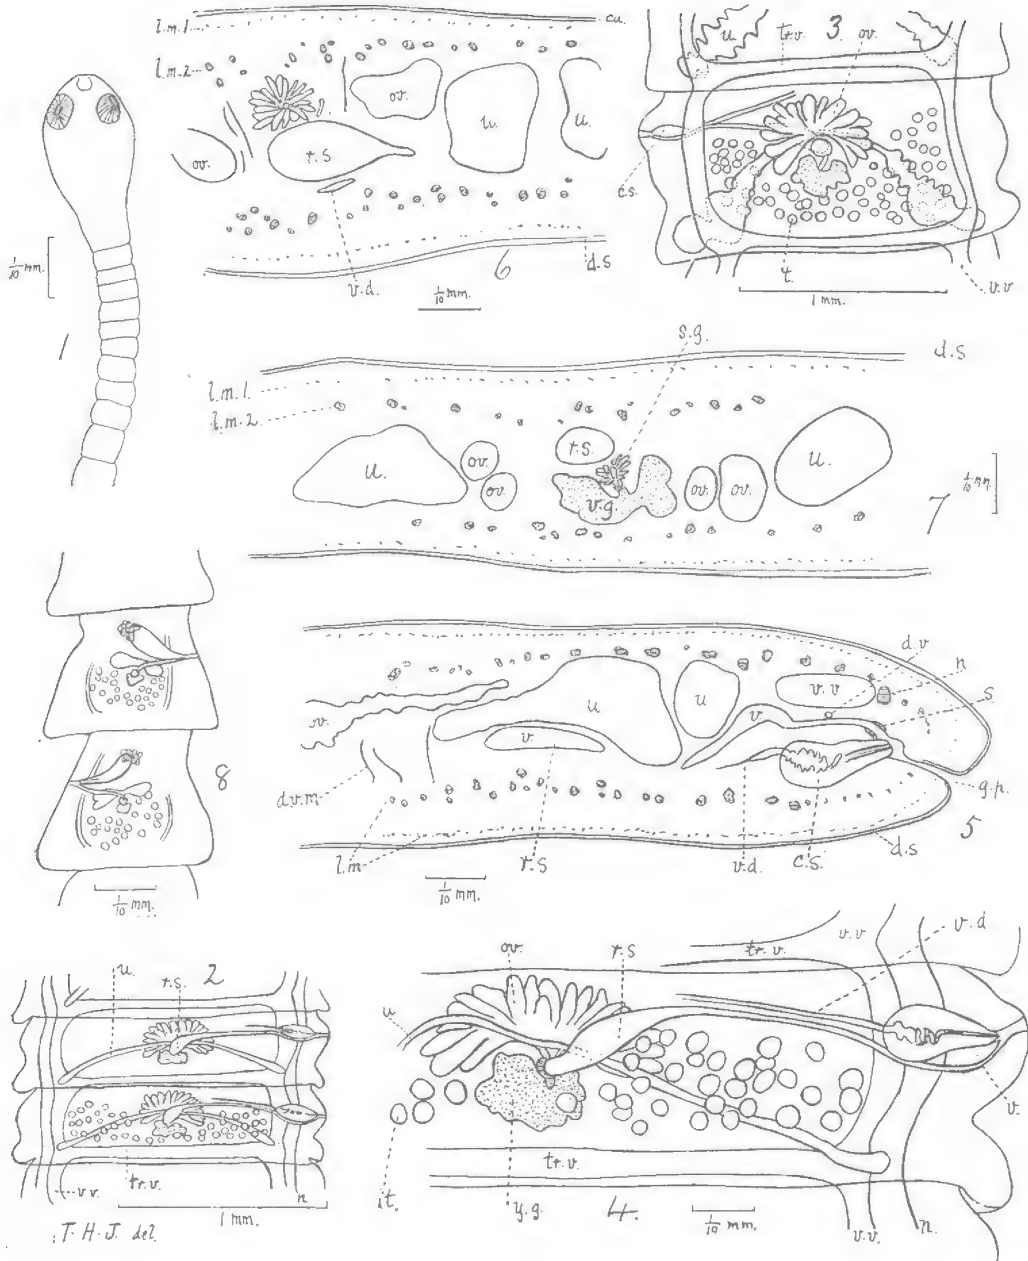 l.m.1
cu.
l.m.2
ov.
u.
u.
ov.
r.s
v.d.
6
d.s
1/10 mm.
1/10 mm.
1
u.
tr.v.
3.
ov.
c.s.
t.
v.v
1 mm.
s.g.
d.s
l.m.1.
l.m.2.
u.
ov.
ov.
r.s.
v.g.
ov.
ov.
u.
7
1/10 mm.
8
1/10 mm.
d.v
n
s
v.v
u
u
v.
ov.
v.
d.v.m
g.p.
5
l.m
r.s
v.d.
c.s.
d.s
1/10 mm.
u.
r.s.
2
v.v.
tr.v.
n
1 mm.
T. H. J. del.
ov.
r.s
tr.v.
v.v
v.d
u
v.
tr.v.
t.
y.g.
4.
1/10 mm.
v.v.
n.